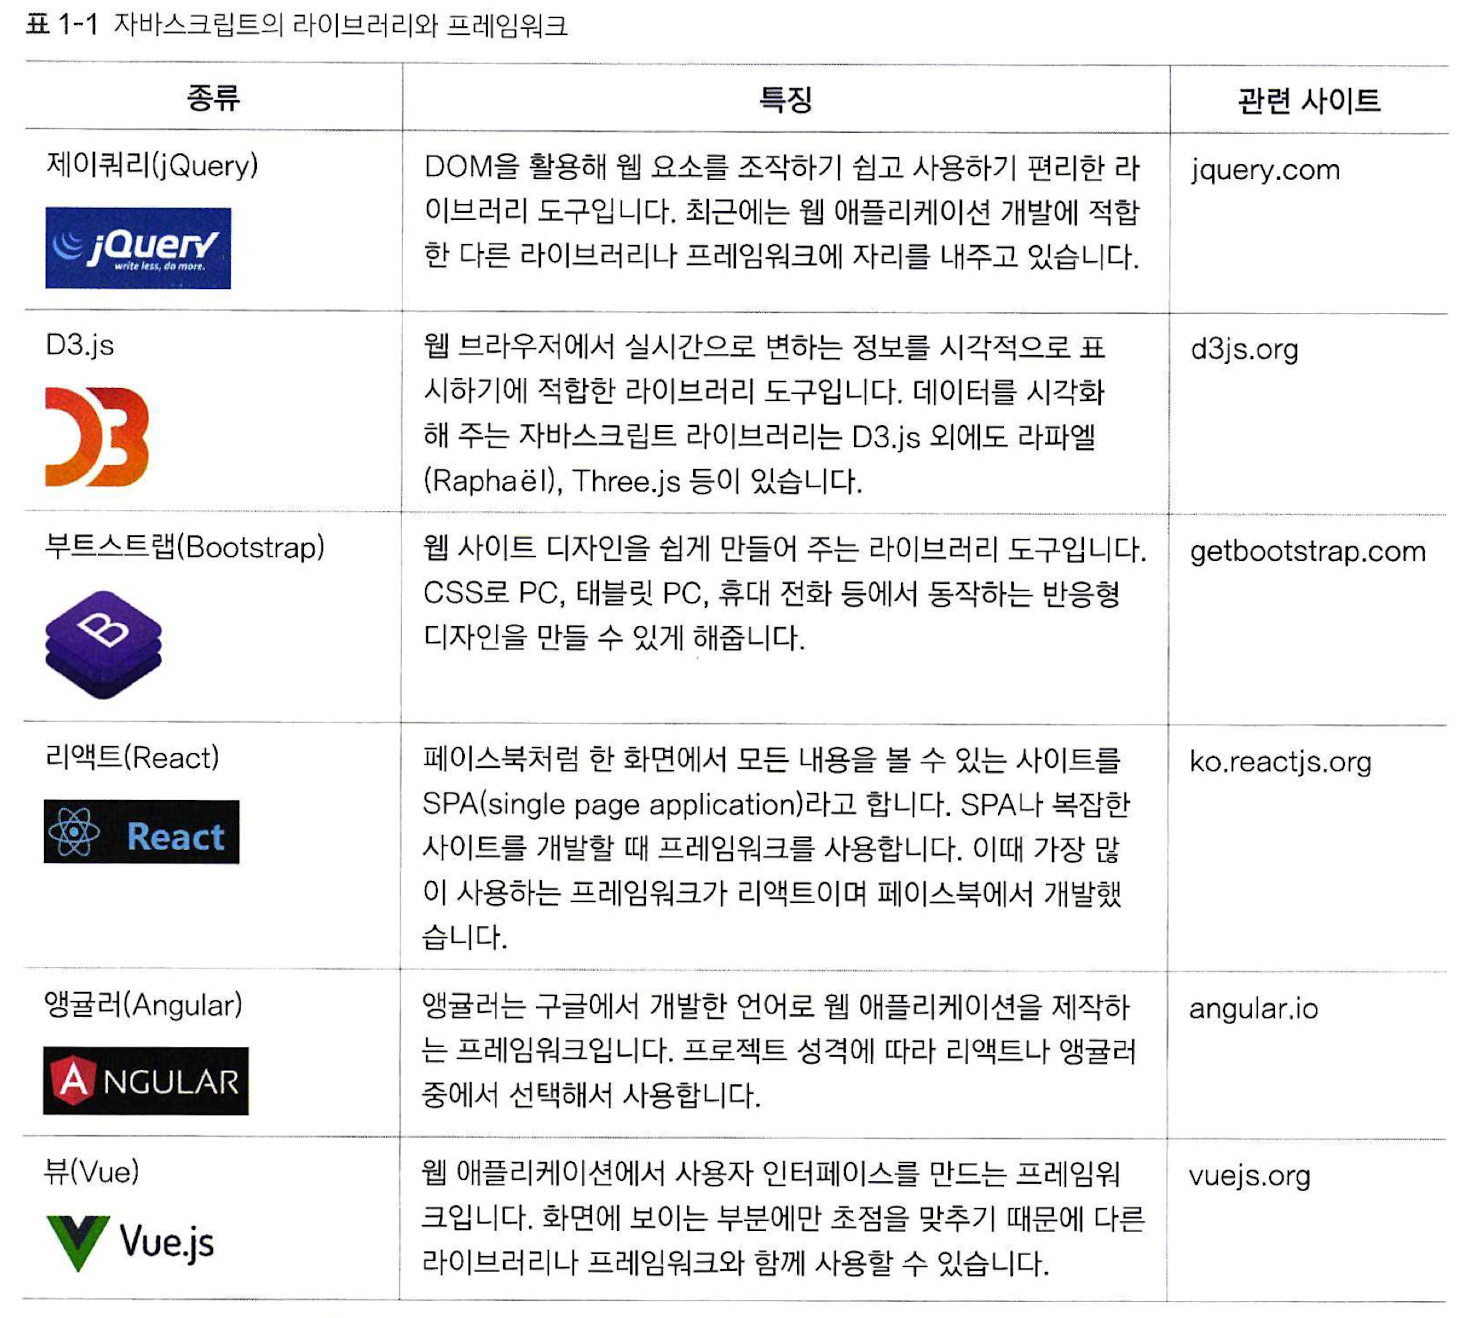 표 1-1 자바스크립트의 라이브러리와 프레임워크
종류
특징
관련 사이트
제이쿼리(jQuery)
jQuery
write less, do more.
DOM을 활용해 웹 요소를 조작하기 쉽고 사용하기 편리한 라
이브러리 도구입니다. 최근에는 웹 애플리케이션 개발에 적합
한 다른 라이브러리나 프레임워크에 자리를 내주고 있습니다.
jquery.com
D3.js
D3
웹 브라우저에서 실시간으로 변하는 정보를 시각적으로 표
시하기에 적합한 라이브러리 도구입니다. 데이터를 시각화
해 주는 자바스크립트 라이브러리는 D3.js 외에도 라파엘
(Raphaël), Three.js 등이 있습니다.
d3js.org
부트스트랩(Bootstrap)
B
웹 사이트 디자인을 쉽게 만들어 주는 라이브러리 도구입니다.
CSS로 PC, 태블릿 PC, 휴대 전화 등에서 동작하는 반응형
디자인을 만들 수 있게 해줍니다.
getbootstrap.com
리액트(React)
React
페이스북처럼 한 화면에서 모든 내용을 볼 수 있는 사이트를
SPA(single page application)라고 합니다. SPA나 복잡한
사이트를 개발할 때 프레임워크를 사용합니다. 이때 가장 많
이 사용하는 프레임워크가 리액트이며 페이스북에서 개발했
습니다.
ko.reactjs.org
앵귤러(Angular)
ANGULAR
앵귤러는 구글에서 개발한 언어로 웹 애플리케이션을 제작하
는 프레임워크입니다. 프로젝트 성격에 따라 리액트나 앵귤러
중에서 선택해서 사용합니다.
angular.io
뷰(Vue)
Vue.js
웹 애플리케이션에서 사용자 인터페이스를 만드는 프레임워
크입니다. 화면에 보이는 부분에만 초점을 맞추기 때문에 다른
라이브러리나 프레임워크와 함께 사용할 수 있습니다.
vuejs.org